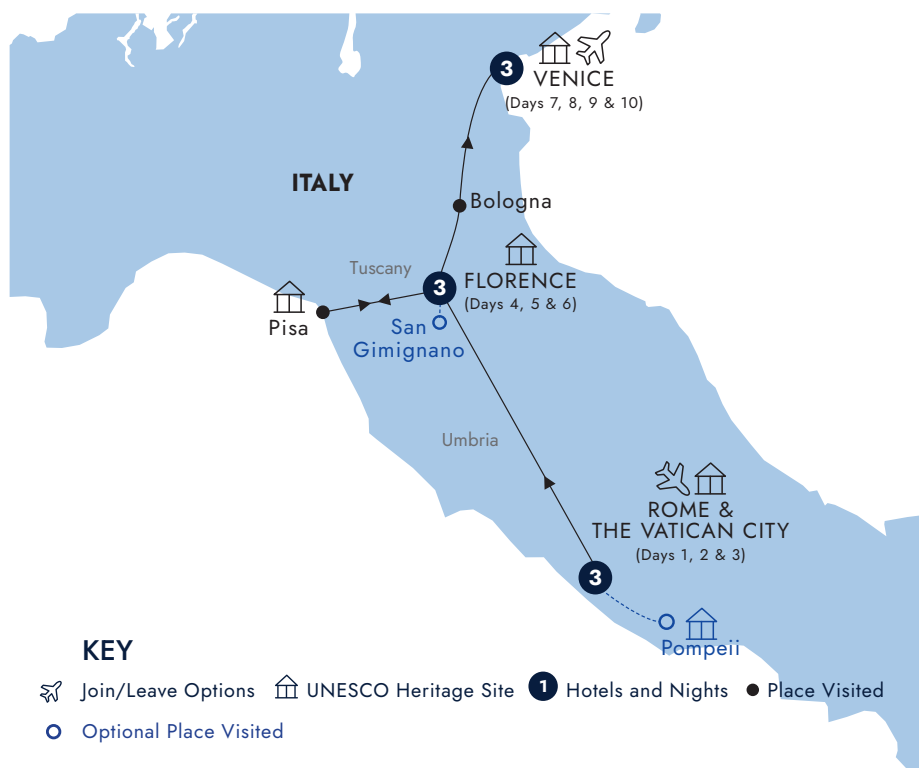 3
VENICE
(Days 7, 8, 9 & 10)
ITALY
Bologna
Tuscany
3
FLORENCE
(Days 4, 5 & 6)
Pisa
San
Gimignano
Umbria
ROME &
THE VATICAN CITY
(Days 1, 2 & 3)
3
Pompeii
KEY
Join/Leave Options
UNESCO Heritage Site
1
Hotels and Nights
Place Visited
Optional Place Visited